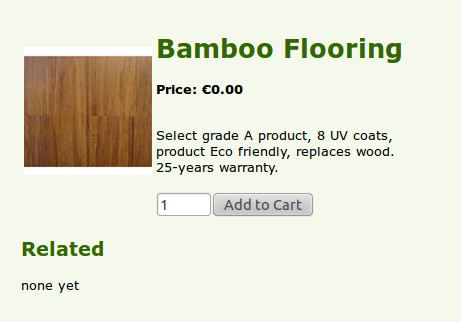 Bamboo Flooring
Price: €0.00
Select grade A product, 8 UV coats,
product Eco friendly, replaces wood.
25-years warranty.
1
Add to Cart
Related
none yet